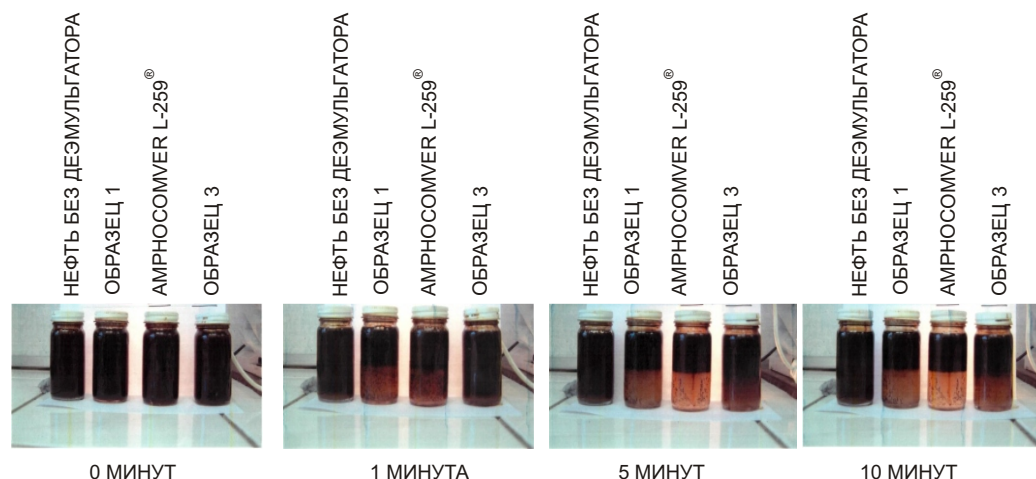 НЕФТЬ БЕЗ ДЕЭМУЛЬГАТОРА
ОБРАЗЕЦ 1
AMPHOCOMVER L-259®
ОБРАЗЕЦ 3
НЕФТЬ БЕЗ ДЕЭМУЛЬГАТОРА
ОБРАЗЕЦ 1
AMPHOCOMVER L-259®
ОБРАЗЕЦ 3
НЕФТЬ БЕЗ ДЕЭМУЛЬГАТОРА
ОБРАЗЕЦ 1
AMPHOCOMVER L-259®
ОБРАЗЕЦ 3
НЕФТЬ БЕЗ ДЕЭМУЛЬГАТОРА
ОБРАЗЕЦ 1
AMPHOCOMVER L-259®
ОБРАЗЕЦ 3
0 МИНУТ
1 МИНУТА
5 МИНУТ
10 МИНУТ